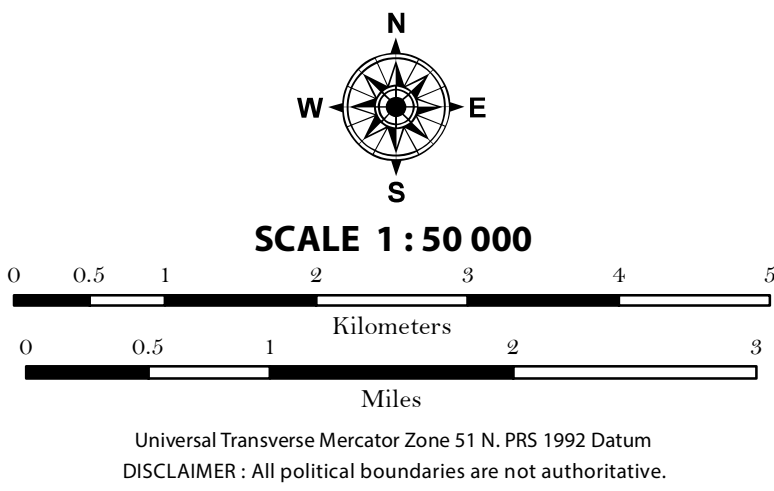 N
W E
S
SCALE 1 : 50 000
0 0.5 1 2 3 4 5
Kilometers
0 0.5 1 2 3
Miles
Universal Transverse Mercator Zone 51 N. PRS 1992 Datum
DISCLAIMER : All political boundaries are not authoritative.